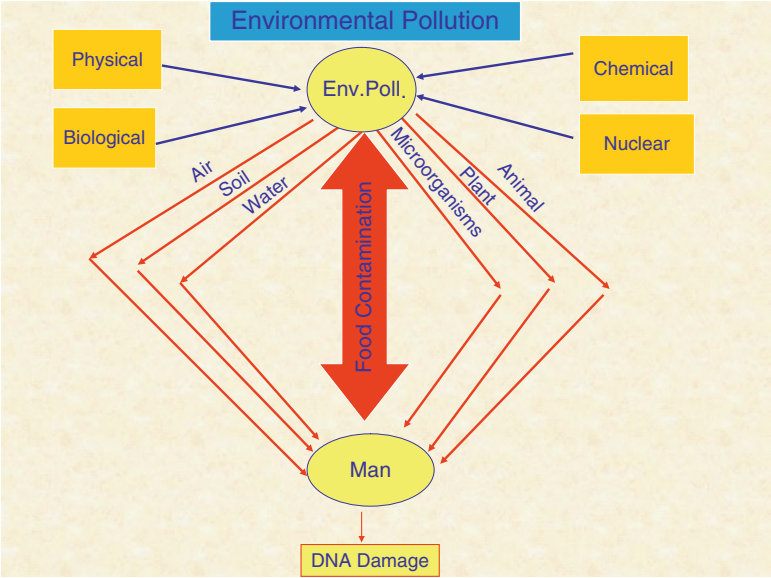 Environmental Pollution
Physical
Env.Poll.
Chemical
Biological
Nuclear
Air
Soil
Water
Food Contamination
Microorganisms
Plant
Animal
Man
DNA Damage